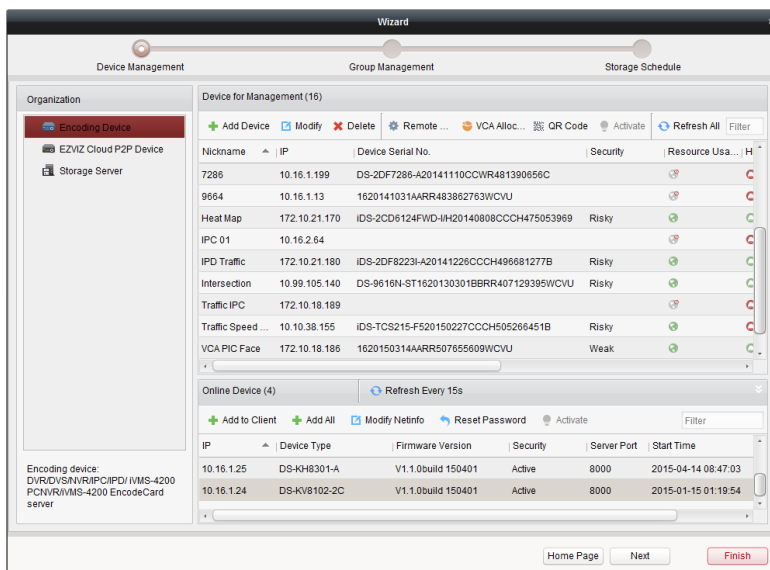 Wizard
Device Management Group Management Storage Schedule
Organization
Encoding Device
EZVIZ Cloud P2P Device
Storage Server
Encoding device:
DVR/DVS/NVR/IPC/IPD/ iVMS-4200
PCNVR/iVMS-4200 EncodeCard
server
Device for Management (16)
Add Device Modify Delete Remote ... VCA Alloc... QR Code Activate Refresh All Filter
Nickname IP Device Serial No. Security Resource Usa...
7286 10.16.1.199 DS-2DF7286-A20141110CCWR481390656C
9664 10.16.1.13 1620141031AARR483862763WCVU
Heat Map 172.10.21.170 iDS-2CD6124FWD-I/H20140808CCCH475053969 Risky
IPC 01 10.16.2.64
IPD Traffic 172.10.21.180 iDS-2DF8223I-A20141226CCCH496681277B Risky
Intersection 10.99.105.140 DS-9616N-ST1620130301BBRR407129395WCVU Risky
Traffic IPC 172.10.18.189
Traffic Speed ... 10.10.38.155 iDS-TCS215-F520150227CCCH505266451B Risky
VCA PIC Face 172.10.18.186 1620150314AARR507655609WCVU Weak
Online Device (4) Refresh Every 15s
Add to Client Add All Modify Netinfo Reset Password Activate Filter
IP Device Type Firmware Version Security Server Port Start Time
10.16.1.25 DS-KH8301-A V1.1.0build 150401 Active 8000 2015-04-14 08:47:03
10.16.1.24 DS-KV8102-2C V1.1.0build 150401 Active 8000 2015-01-15 01:19:54
Home Page Next Finish